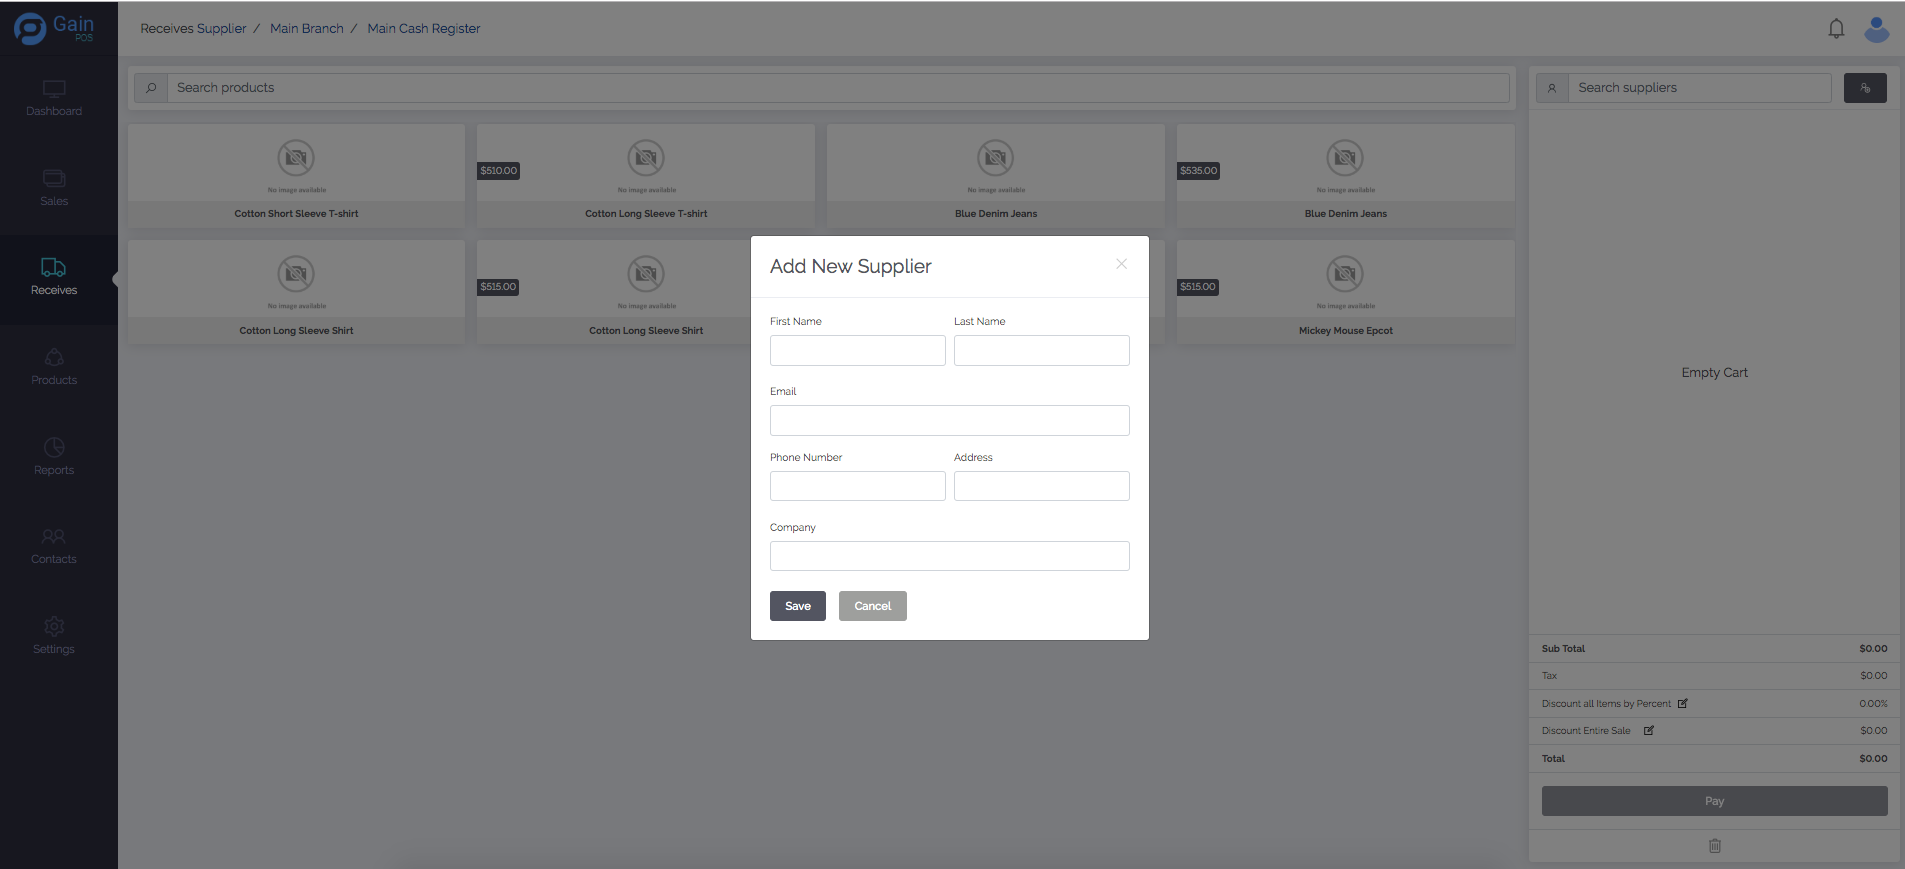 Gain
POS
Receives Supplier / Main Branch / Main Cash Register
Dashboard
Sales
Receives
Products
Reports
Contacts
Settings
Search products
No image available
Cotton Short Sleeve T-shirt
$510.00
No image available
Cotton Long Sleeve T-shirt
No image available
Blue Denim Jeans
$535.00
No image available
Blue Denim Jeans
No image available
Cotton Long Sleeve Shirt
$515.00
No image available
Cotton Long Sleeve Shirt
$515.00
No image available
Mickey Mouse Epcot
Add New Supplier
First Name Last Name
Email
Phone Number Address
Company
Save Cancel
Search suppliers
Empty Cart
Sub Total $0.00
Tax $0.00
Discount all Items by Percent 0.00%
Discount Entire Sale $0.00
Total $0.00
Pay